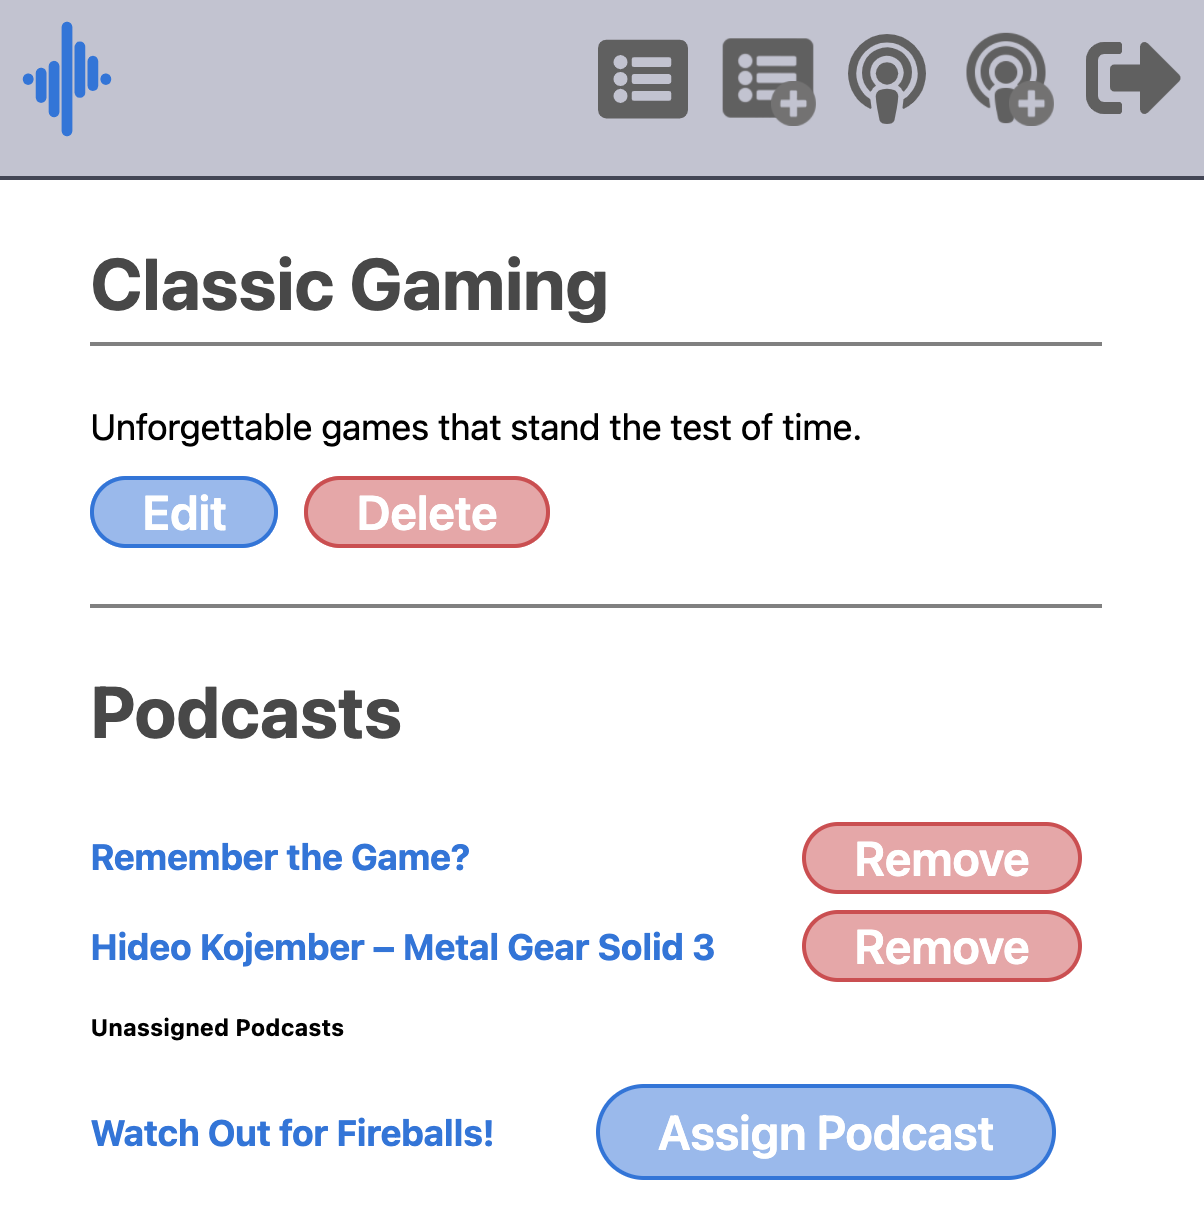 Classic Gaming
Unforgettable games that stand the test of time.
Edit Delete
Podcasts
Remember the Game? Remove
Hideo Kojember – Metal Gear Solid 3 Remove
Unassigned Podcasts
Watch Out for Fireballs! Assign Podcast